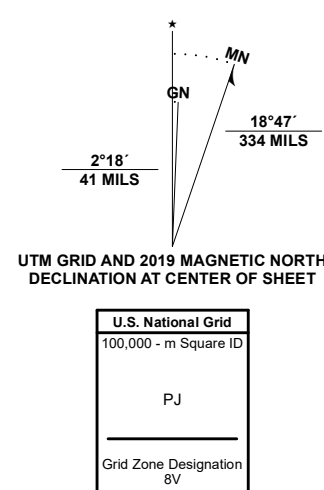 ★
MN
GN
18°47´
334 MILS
2°18´
41 MILS
UTM GRID AND 2019 MAGNETIC NORTH
DECLINATION AT CENTER OF SHEET
U.S. National Grid
100,000 - m Square ID
PJ
Grid Zone Designation
8V